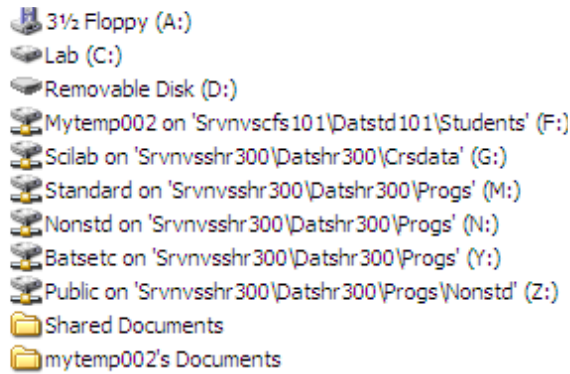 3½ Floppy (A:)
Lab (C:)
Removable Disk (D:)
Mytemp002 on 'Srvnvscfs101\Datstd101\Students' (F:)
Scilab on 'Srvnvsshr300\Datshr300\Crsdata' (G:)
Standard on 'Srvnvsshr300\Datshr300\Progs' (M:)
Nonstd on 'Srvnvsshr300\Datshr300\Progs' (N:)
Batsetc on 'Srvnvsshr300\Datshr300\Progs' (Y:)
Public on 'Srvnvsshr300\Datshr300\Progs\Nonstd' (Z:)
Shared Documents
mytemp002's Documents